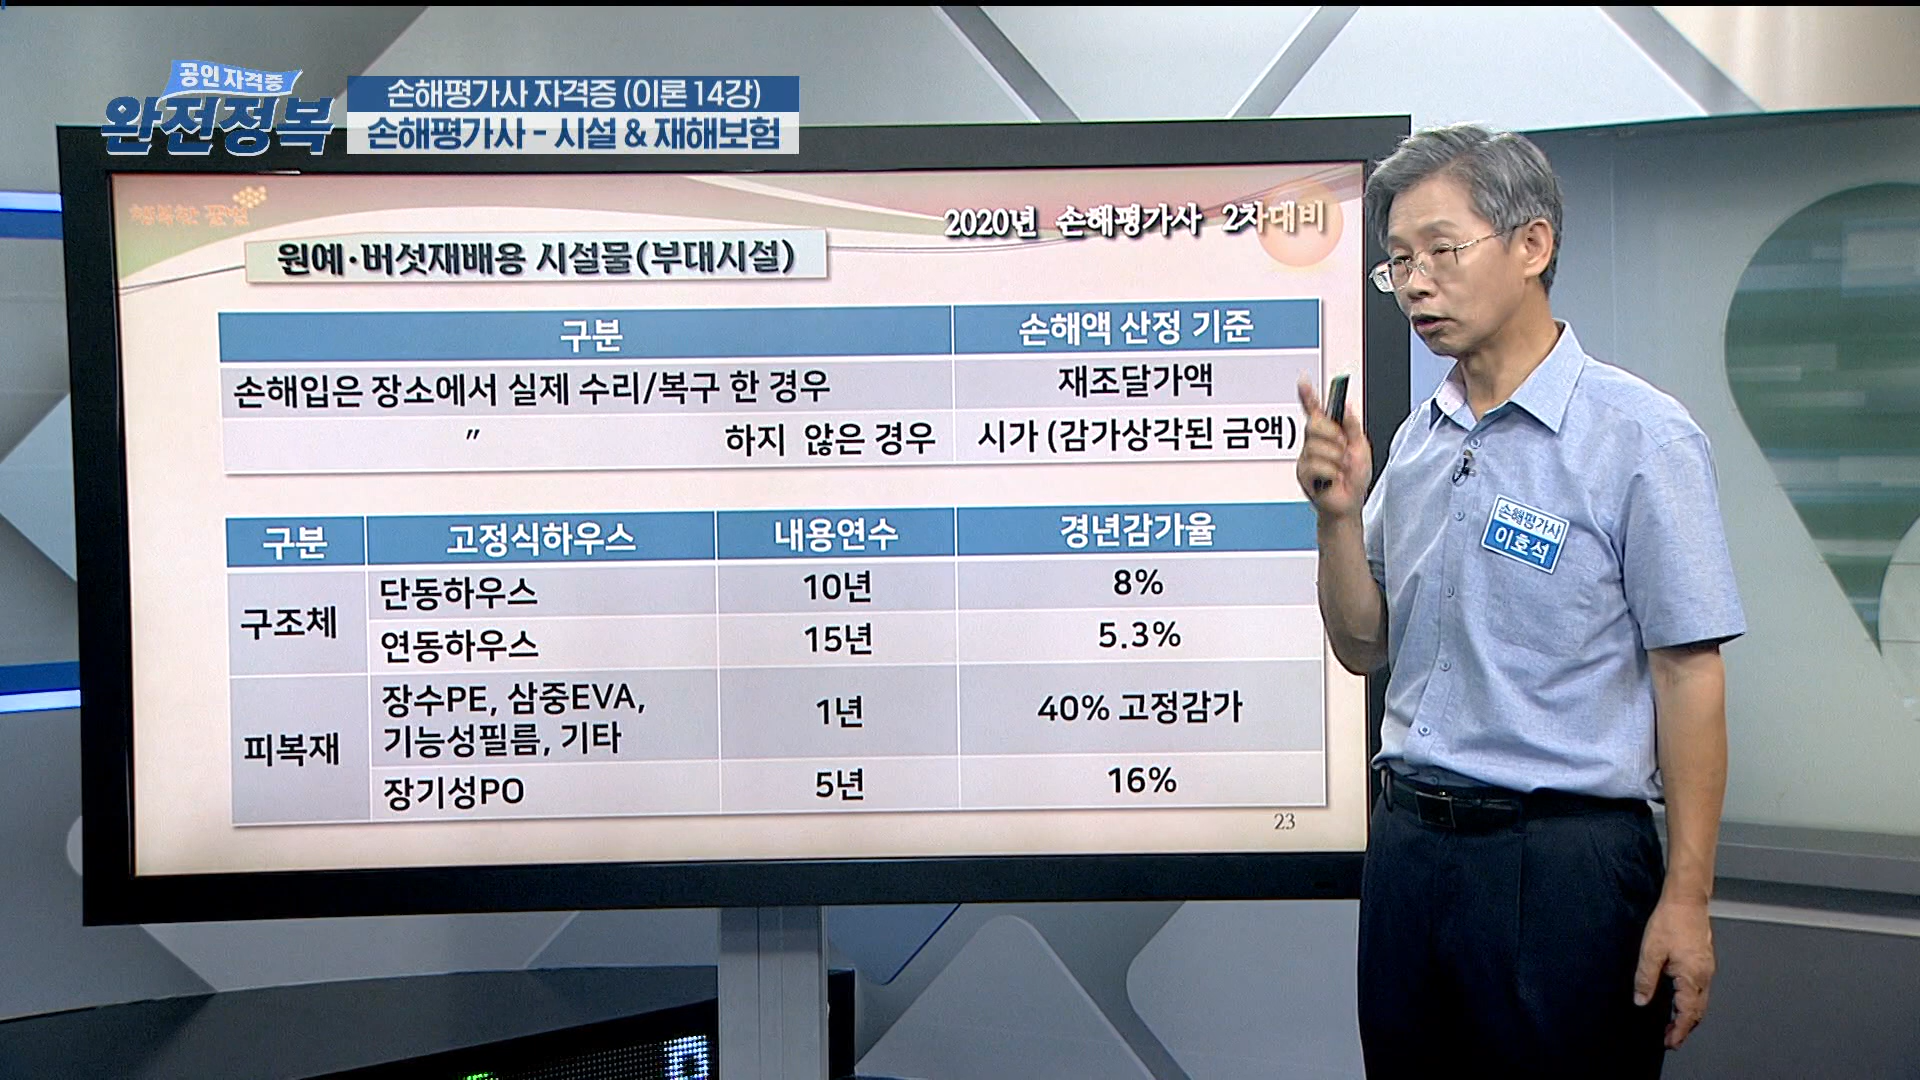 공인 자격증
완전정복
손해평가사 자격증 (이론 14강)
손해평가사 - 시설 & 재해보험
2020년 손해평가사 2차대비
원예·버섯재배용 시설물(부대시설)
구분 손해액 산정 기준
손해입은 장소에서 실제 수리/복구 한 경우 재조달가액
〃 하지 않은 경우 시가 (감가상각된 금액)
구분 고정식하우스 내용연수 경년감가율
구조체 단동하우스 10년 8%
연동하우스 15년 5.3%
피복재 장수PE, 삼중EVA,
기능성필름, 기타 1년 40% 고정감가
장기성PO 5년 16%
23
손해평가사
이호석